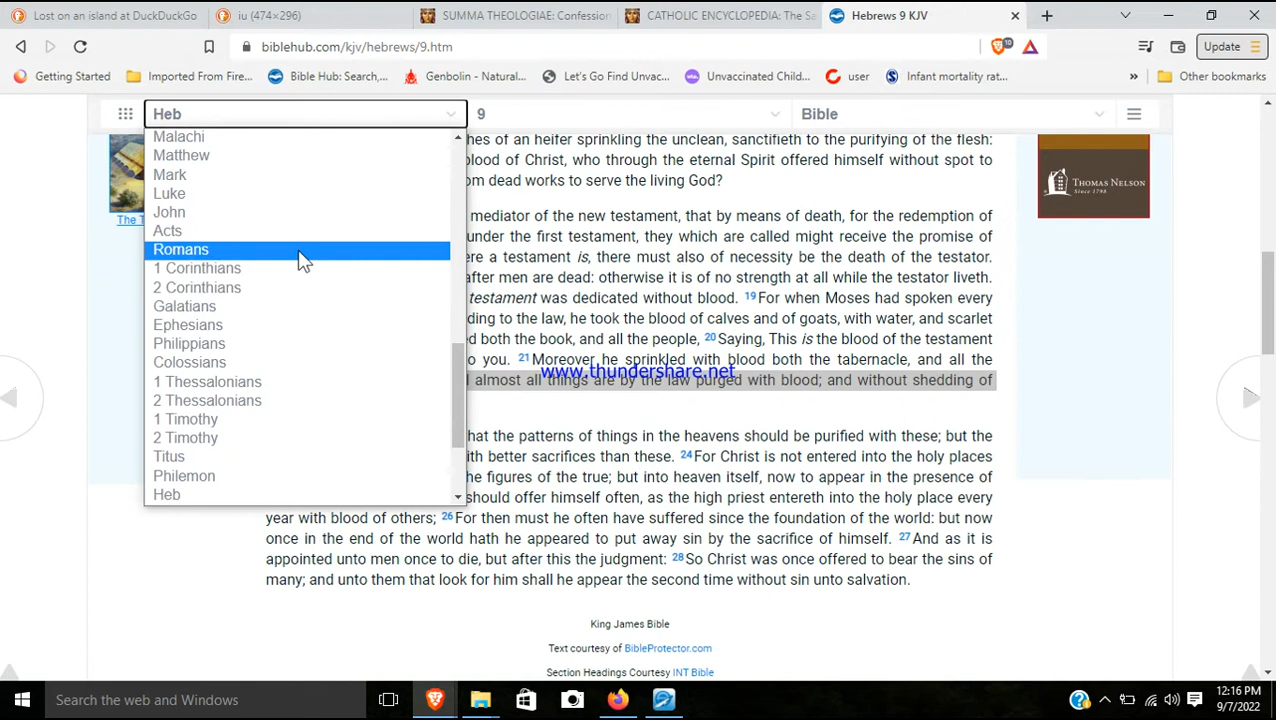 Lost on an island at DuckDuckGo
iu (474×296)
SUMMA THEOLOGIAE: Confession
CATHOLIC ENCYCLOPEDIA: The Sa
Hebrews 9 KJV
biblehub.com/kjv/hebrews/9.htm
10
Update
Getting Started
Imported From Fire...
Bible Hub: Search,...
Genbolin - Natural...
Let's Go Find Unvac...
Unvaccinated Child...
user
Infant mortality rat...
»
Other bookmarks
Heb
9
Bible
Malachi
Matthew
Mark
Luke
John
Acts
Romans
1 Corinthians
2 Corinthians
Galatians
Ephesians
Philippians
Colossians
1 Thessalonians
2 Thessalonians
1 Timothy
2 Timothy
Titus
Philemon
Heb
The T
hes of an heifer sprinkling the unclean, sanctifieth to the purifying of the flesh:
blood of Christ, who through the eternal Spirit offered himself without spot to
om dead works to serve the living God?
mediator of the new testament, that by means of death, for the redemption of
under the first testament, they which are called might receive the promise of
ere a testament is, there must also of necessity be the death of the testator.
after men are dead: otherwise it is of no strength at all while the testator liveth.
testament was dedicated without blood. 19For when Moses had spoken every
ding to the law, he took the blood of calves and of goats, with water, and scarlet
d both the book, and all the people, 20Saying, This is the blood of the testament
o you. 21Moreover he sprinkled with blood both the tabernacle, and all the
www.thundershare.net
l almost all things are by the law purged with blood; and without shedding of
hat the patterns of things in the heavens should be purified with these; but the
ith better sacrifices than these. 24For Christ is not entered into the holy places
he figures of the true; but into heaven itself, now to appear in the presence of
should offer himself often, as the high priest entereth into the holy place every
year with blood of others; 26For then must he often have suffered since the foundation of the world: but now
once in the end of the world hath he appeared to put away sin by the sacrifice of himself. 27And as it is
appointed unto men once to die, but after this the judgment: 28So Christ was once offered to bear the sins of
many; and unto them that look for him shall he appear the second time without sin unto salvation.
THOMAS NELSON
Since 1798
King James Bible
Text courtesy of BibleProtector.com
Section Headings Courtesy INT Bible
Search the web and Windows
12:16 PM
9/7/2022